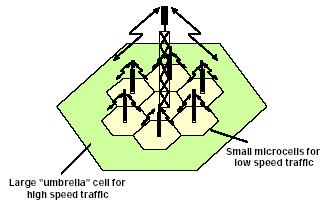 Small microcells for
low speed traffic
Large "umbrella" cell for
high speed traffic